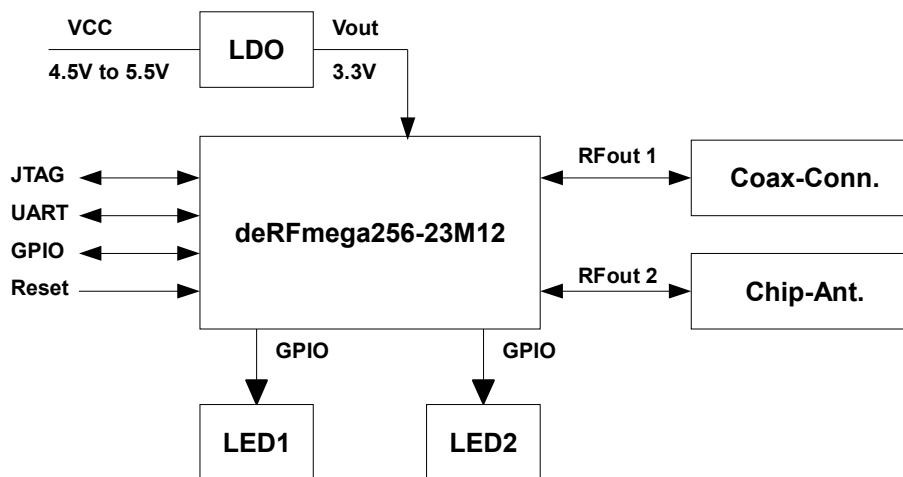 VCC
LDO
Vout
4.5V to 5.5V
3.3V
JTAG
UART
GPIO
Reset
deRFmega256-23M12
RFout 1
Coax-Conn.
RFout 2
Chip-Ant.
GPIO
GPIO
LED1
LED2